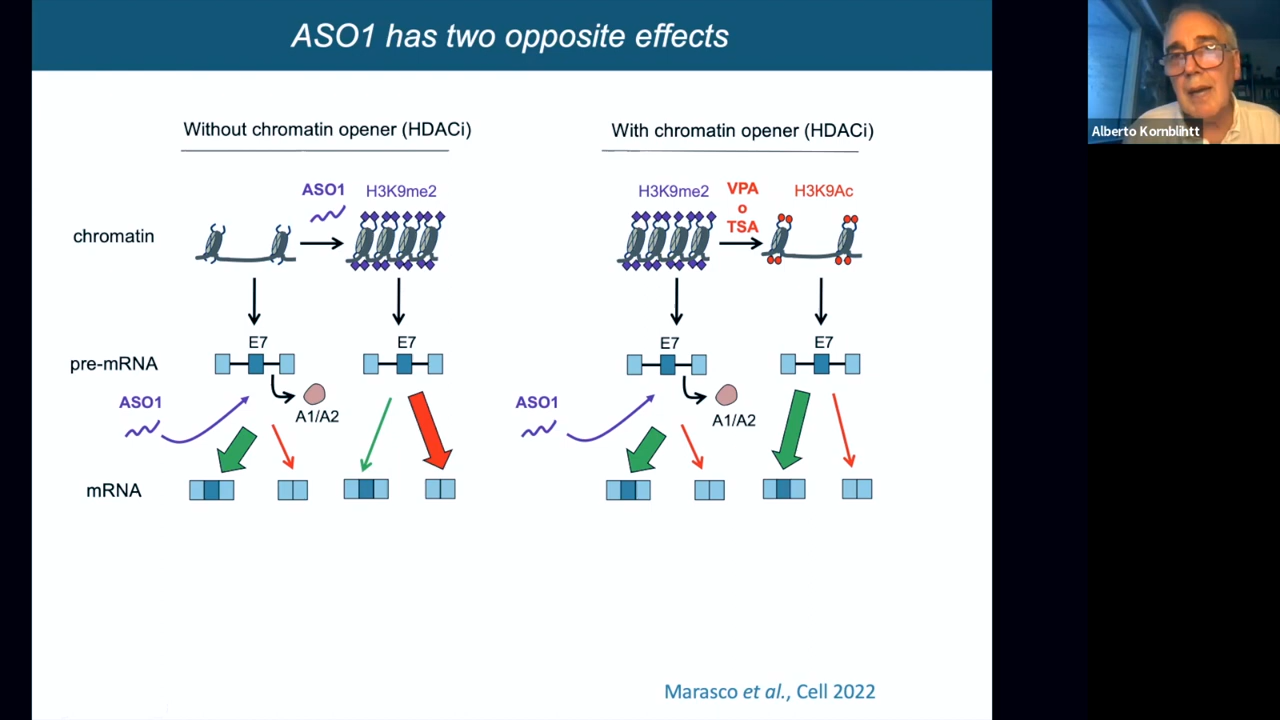 ASO1 has two opposite effects
Alberto Kornblihtt
Without chromatin opener (HDACi)
With chromatin opener (HDACi)
ASO1
H3K9me2
H3K9me2
VPA
o
TSA
H3K9Ac
chromatin
E7
E7
E7
E7
pre-mRNA
ASO1
A1/A2
ASO1
A1/A2
mRNA
Marasco et al., Cell 2022